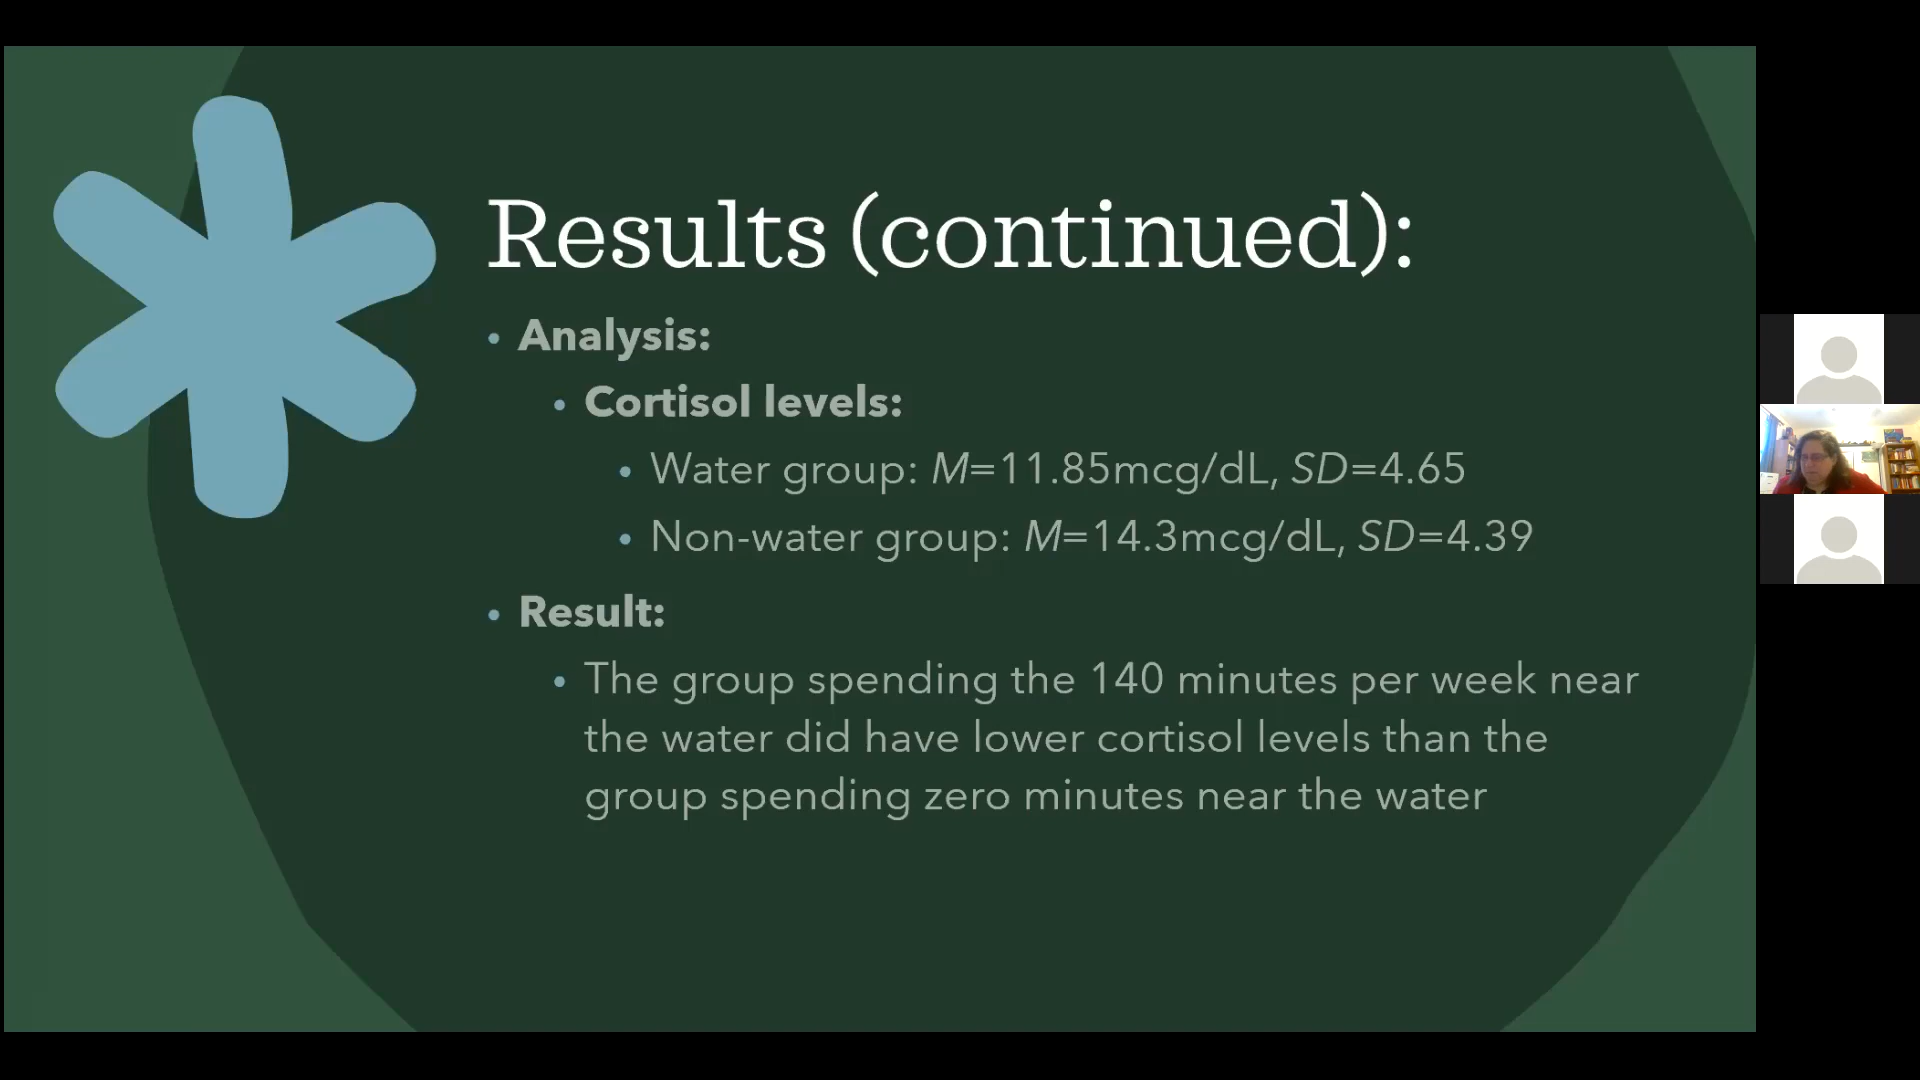 Results (continued):
• Analysis:
• Cortisol levels:
• Water group: M=11.85mcg/dL, SD=4.65
• Non-water group: M=14.3mcg/dL, SD=4.39
• Result:
• The group spending the 140 minutes per week near
the water did have lower cortisol levels than the
group spending zero minutes near the water